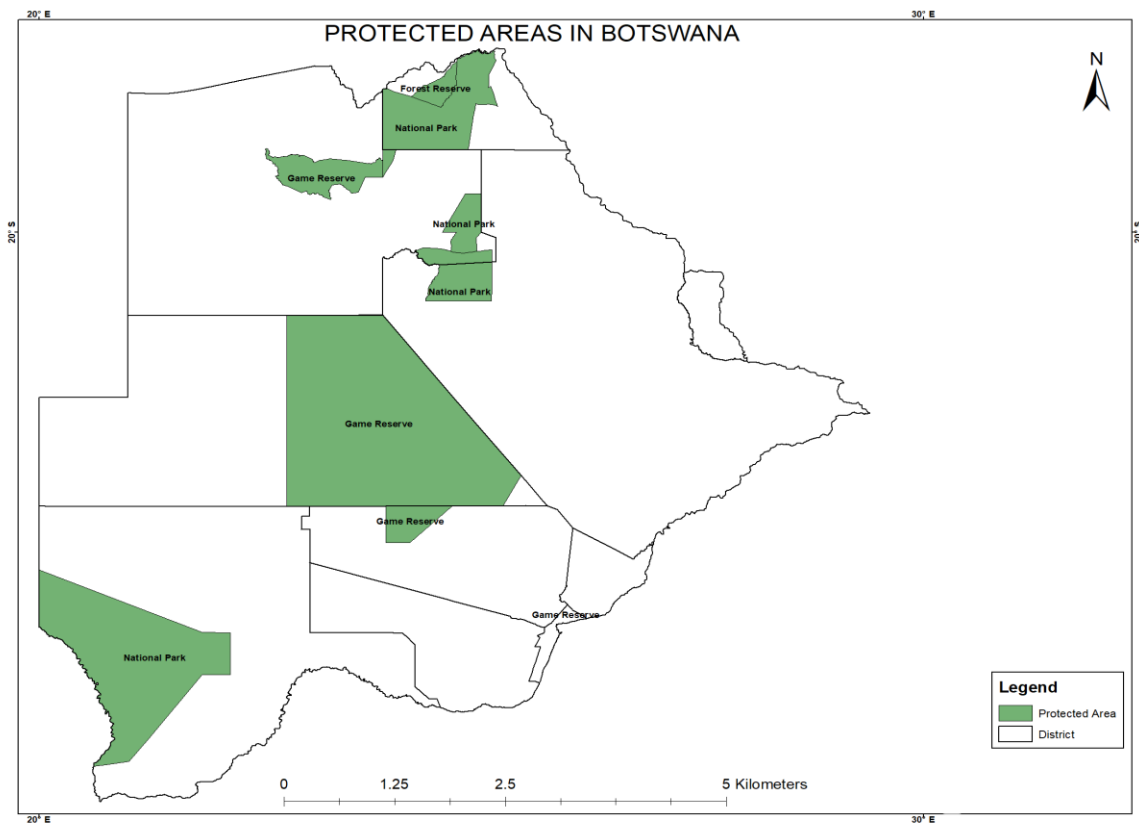 20° E
30° E
PROTECTED AREAS IN BOTSWANA
N
Forest Reserve
National Park
Game Reserve
National Park
20° S
20° S
National Park
Game Reserve
Game Reserve
Game Reserve
National Park
Legend
Protected Area
District
0 1.25 2.5 5 Kilometers
20° E
30° E